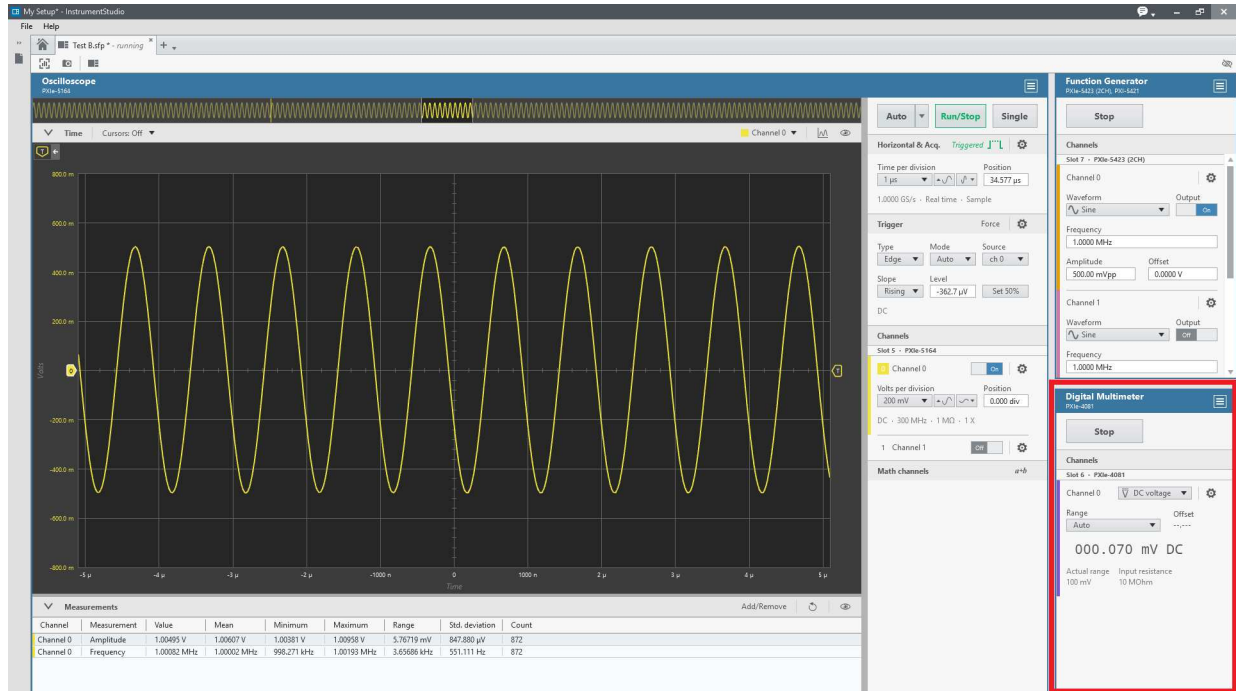 My Setup* - InstrumentStudio
File Help
Test B.sfp * - running
Oscilloscope
PXIe-5164
Time Cursors: Off Channel 0
T
800.0 m
600.0 m
400.0 m
200.0 m
Volts 0 T
-200.0 m
-400.0 m
-600.0 m
-800.0 m
-5 µ -4 µ -3 µ -2 µ -1000 n 0 1000 n 2 µ 3 µ 4 µ 5 µ
Time
Measurements Add/Remove
Channel Measurement Value Mean Minimum Maximum Range Std. deviation Count
Channel 0 Amplitude 1.00495 V 1.00607 V 1.00381 V 1.00958 V 5.76719 mV 847.880 µV 872
Channel 0 Frequency 1.00082 MHz 1.00002 MHz 998.271 kHz 1.00193 MHz 3.65686 kHz 551.111 Hz 872
Auto Run/Stop Single
Horizontal & Acq. Triggered
Time per division Position
1 µs 34.577 µs
1.0000 GS/s · Real time · Sample
Trigger Force
Type Mode Source
Edge Auto ch 0
Slope Level
Rising -362.7 µV Set 50%
DC
Channels
Slot 5 · PXIe-5164
0 Channel 0 On
Volts per division Position
200 mV 0.000 div
DC · 300 MHz · 1 MΩ · 1 X
1 Channel 1 Off
Math channels a+b
Function Generator
PXIe-5423 (2CH), PXI-5421
Stop
Channels
Slot 7 · PXIe-5423 (2CH)
Channel 0
Waveform Output
Sine On
Frequency
1.0000 MHz
Amplitude Offset
500.00 mVpp 0.0000 V
Channel 1
Waveform Output
Sine Off
Frequency
1.0000 MHz
Digital Multimeter
PXIe-4081
Stop
Channels
Slot 6 · PXIe-4081
Channel 0 DC voltage
Range Offset
Auto --.---
000.070 mV DC
Actual range Input resistance
100 mV 10 MOhm